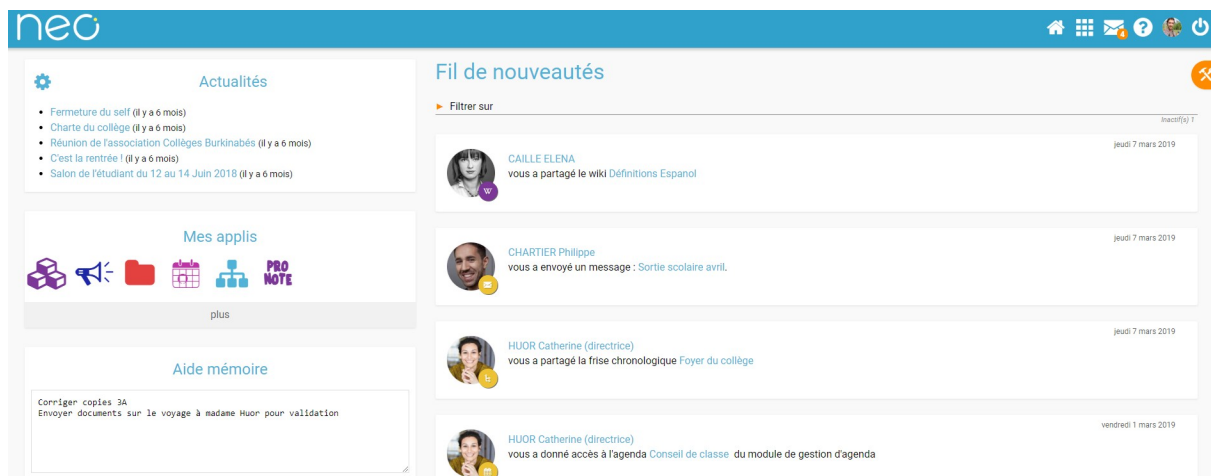 neo
4
Actualités
Fermeture du self (il y a 6 mois)
Charte du collège (il y a 6 mois)
Réunion de l'association Collèges Burkinabés (il y a 6 mois)
C'est la rentrée ! (il y a 6 mois)
Salon de l'étudiant du 12 au 14 Juin 2018 (il y a 6 mois)
Mes applis
PRO
NOTE
plus
Aide mémoire
Corriger copies 3A
Envoyer documents sur le voyage à madame Huor pour validation
Fil de nouveautés
Filtrer sur
Inactif(s) 1
jeudi 7 mars 2019
CAILLE ELENA
vous a partagé le wiki Définitions Espanol
W
jeudi 7 mars 2019
CHARTIER Philippe
vous a envoyé un message : Sortie scolaire avril.
jeudi 7 mars 2019
HUOR Catherine (directrice)
vous a partagé la frise chronologique Foyer du collège
vendredi 1 mars 2019
HUOR Catherine (directrice)
vous a donné accès à l'agenda Conseil de classe du module de gestion d'agenda